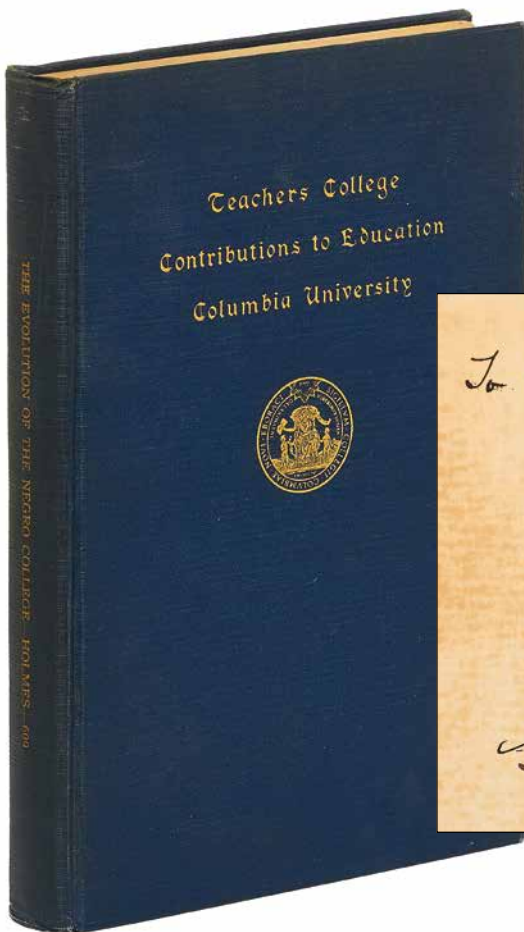 Teachers College
Contributions to Education
Columbia University
THE EVOLUTION OF THE NEGRO COLLEGE — HOLMES — 609
To